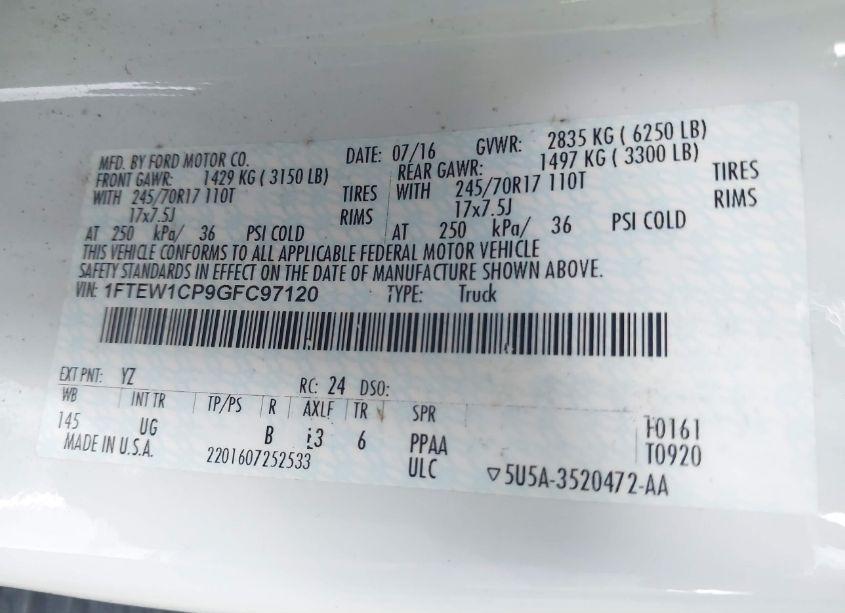 MFD. BY FORD MOTOR CO. DATE: 07/16 GVWR: 2835 KG ( 6250 LB)
FRONT GAWR: 1429 KG ( 3150 LB) REAR GAWR: 1497 KG ( 3300 LB)
WITH 245/70R17 110T TIRES WITH 245/70R17 110T TIRES
17x7.5J RIMS 17x7.5J RIMS
AT 250 kPa/ 36 PSI COLD AT 250 kPa/ 36 PSI COLD
THIS VEHICLE CONFORMS TO ALL APPLICABLE FEDERAL MOTOR VEHICLE
SAFETY STANDARDS IN EFFECT ON THE DATE OF MANUFACTURE SHOWN ABOVE.
VIN: 1FTEW1CP9GFC97120 TYPE: Truck
EXT PNT: YZ RC: 24 DSO:
WB INT TR TP/PS R AXLE TR SPR
145 UG B 6 PPAA F0161
MADE IN U.S.A. 2201607252533 ULC T0920
▽5U5A-3520472-AA